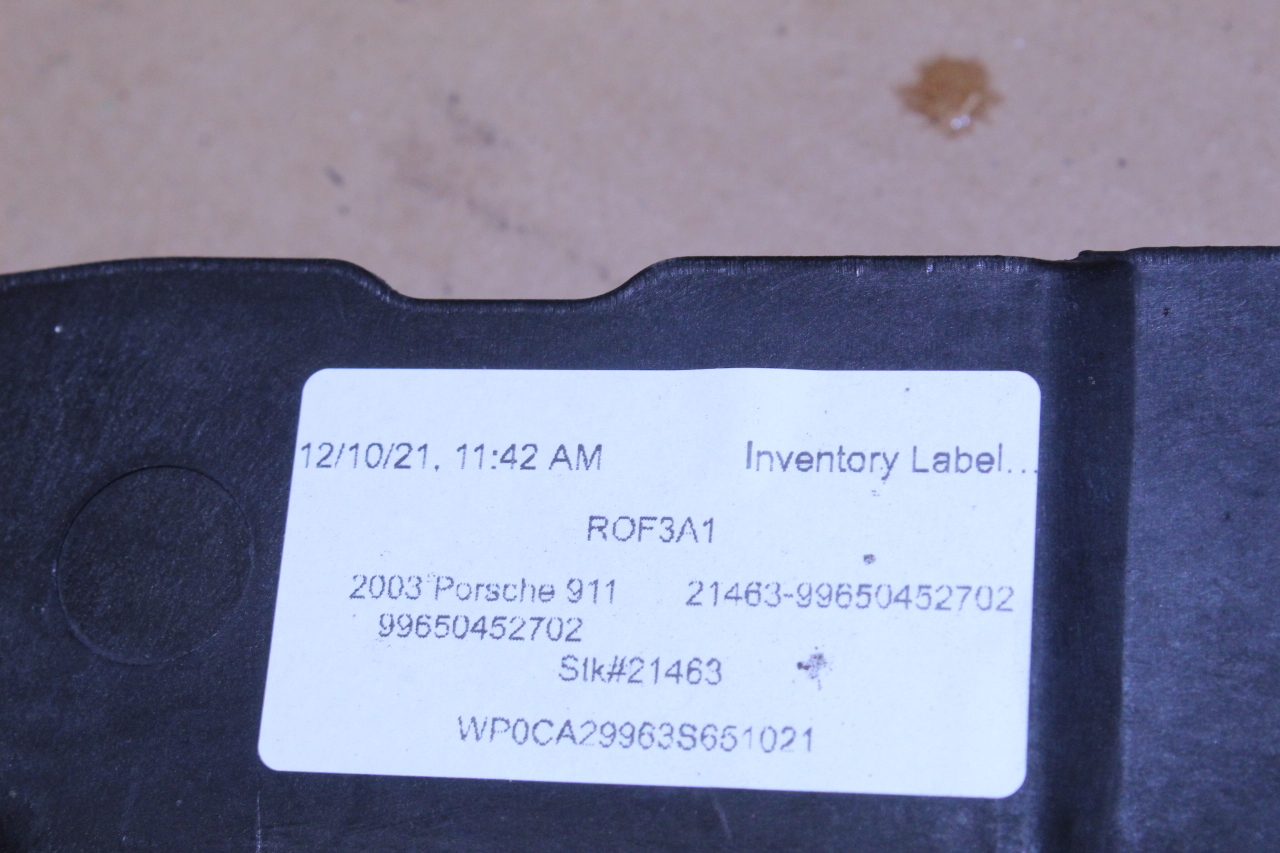 12/10/21, 11:42 AM Inventory Label...
ROF3A1
2003 Porsche 911 21463-99650452702
99650452702
Stk#21463
WP0CA29963S651021